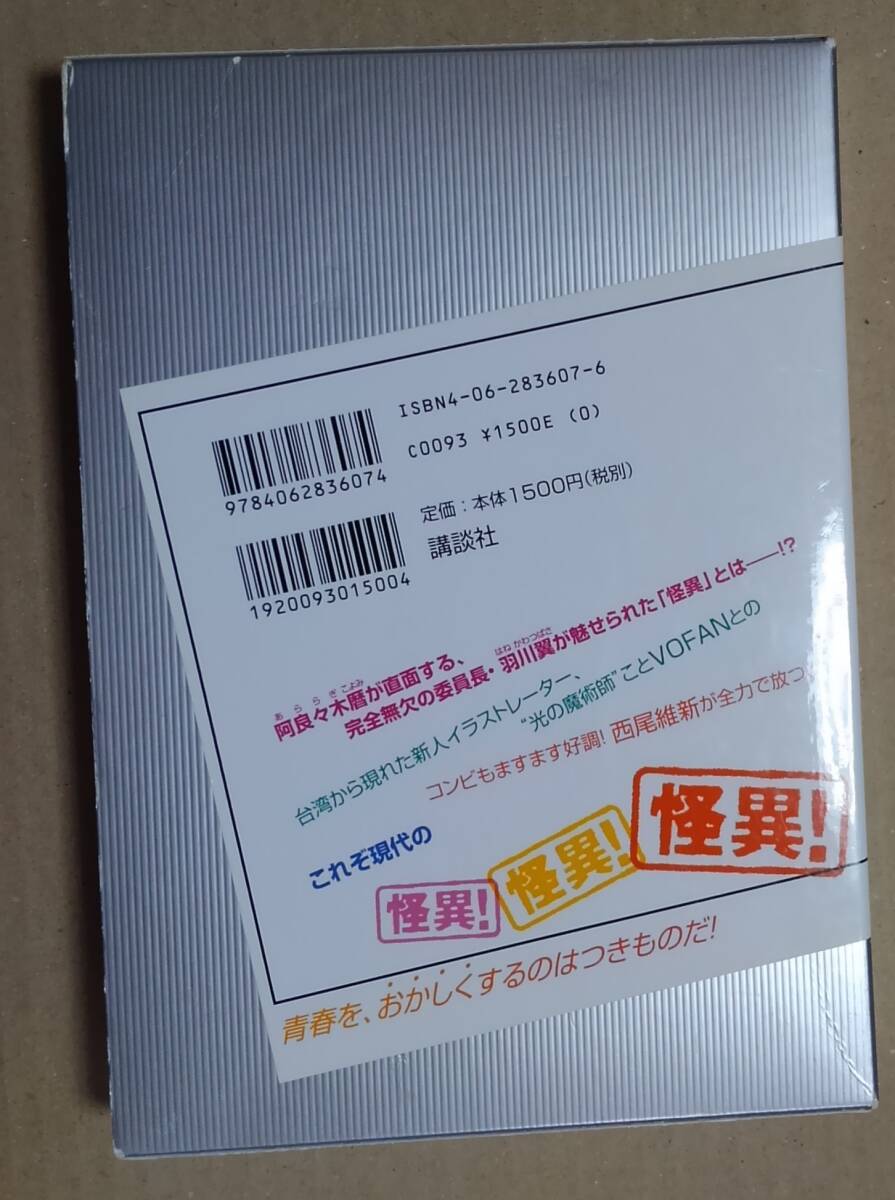 ISBN4-06-283607-6
C0093 ¥1500E (0)
9784062836074
定価：本体1500円(税別)
講談社
1920093015004
あららぎこよみ
阿良々木暦が直面する、
はねかわつばさ
完全無欠の委員長・羽川翼が魅せられた「怪異」とは――!?
台湾から現れた新人イラストレーター、
“光の魔術師”ことVOFANとの
コンビもますます好調! 西尾維新が全力で放つ
これぞ現代の
怪異! 怪異! 怪異!
青春を、おかしくするのはつきものだ!